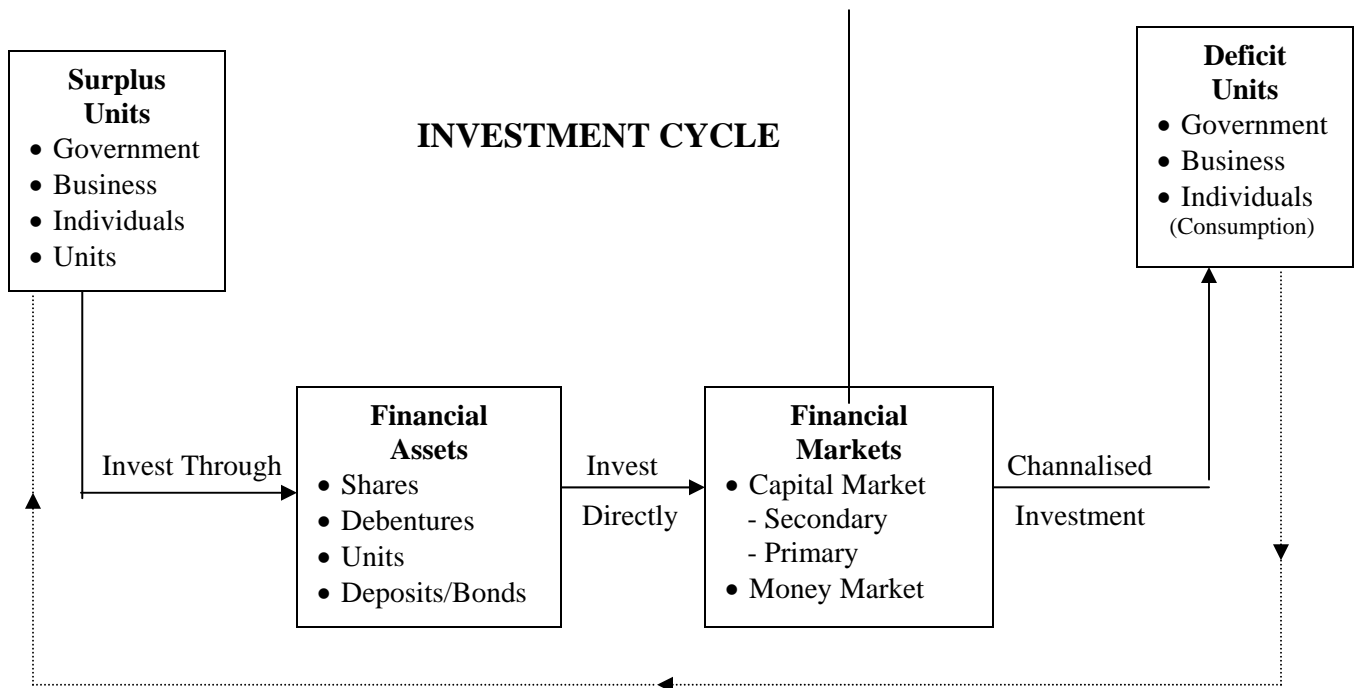 Surplus
Units
• Government
• Business
• Individuals
• Units
INVESTMENT CYCLE
Deficit
Units
• Government
• Business
• Individuals
(Consumption)
Invest Through
Financial
Assets
• Shares
• Debentures
• Units
• Deposits/Bonds
Invest
Directly
Financial
Markets
• Capital Market
- Secondary
- Primary
• Money Market
Channalised
Investment